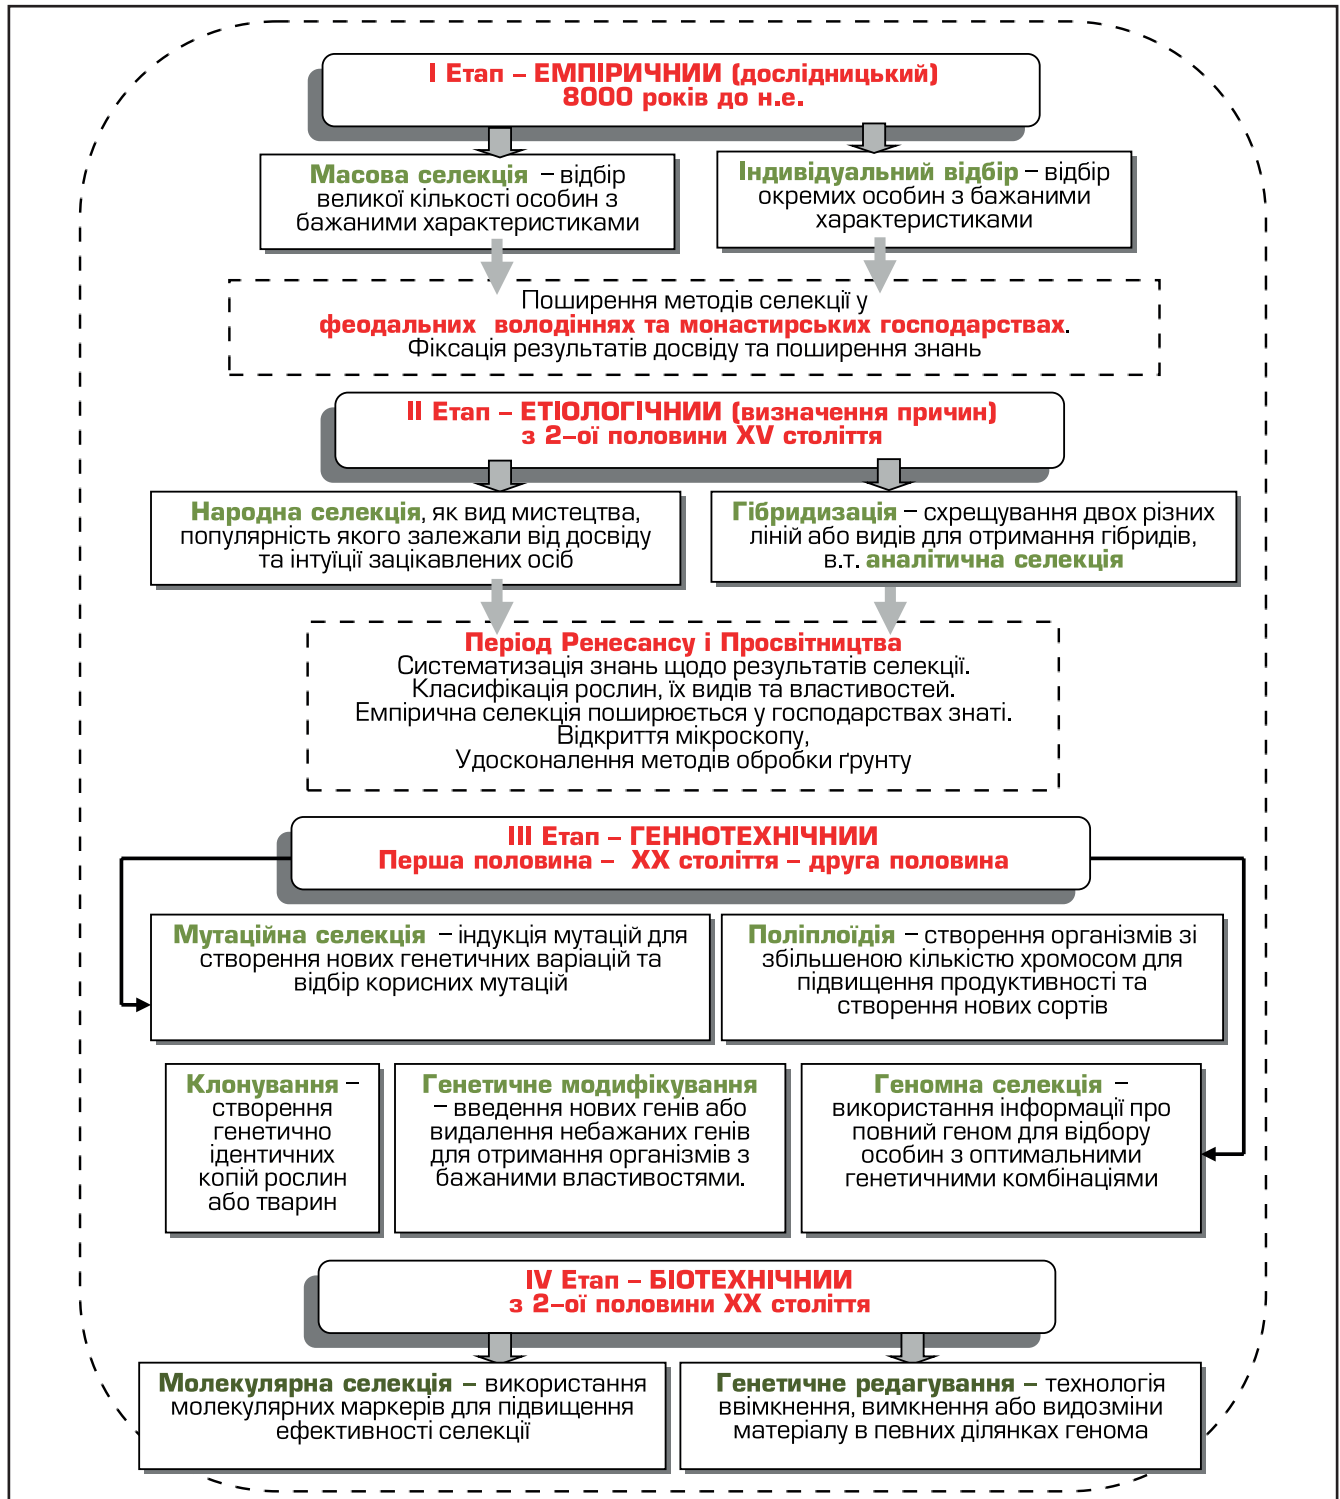 I Етап – ЕМПІРИЧНИИ (дослідницький)
8000 років до н.е.
Масова селекція – відбір
великої кількості особин з
бажаними характеристиками
Індивідуальний відбір – відбір
окремих особин з бажаними
характеристиками
Поширення методів селекції у
феодальних володіннях та монастирських господарствах.
Фіксація результатів досвіду та поширення знань
II Етап – ЕТІОЛОГІЧНИИ (визначення причин)
з 2–ої половини XV століття
Народна селекція, як вид мистецтва,
популярність якого залежали від досвіду
та інтуїції зацікавлених осіб
Гібридизація – схрещування двох різних
ліній або видів для отримання гібридів,
в.т. аналітична селекція
Період Ренесансу і Просвітництва
Систематизація знань щодо результатів селекції.
Класифікація рослин, їх видів та властивостей.
Емпірична селекція поширюється у господарствах знаті.
Відкриття мікроскопу,
Удосконалення методів обробки ґрунту
III Етап – ГЕННОТЕХНІЧНИИ
Перша половина – XX століття – друга половина
Мутаційна селекція – індукція мутацій для
створення нових генетичних варіацій та
відбір корисних мутацій
Поліплоїдія – створення організмів зі
збільшеною кількістю хромосом для
підвищення продуктивності та
створення нових сортів
Клонування –
створення
генетично
ідентичних
копій рослин
або тварин
Генетичне модифікування
– введення нових генів або
видалення небажаних генів
для отримання організмів з
бажаними властивостями.
Геномна селекція –
використання інформації про
повний геном для відбору
особин з оптимальними
генетичними комбінаціями
IV Етап – БІОТЕХНІЧНИИ
з 2–ої половини XX століття
Молекулярна селекція – використання
молекулярних маркерів для підвищення
ефективності селекції
Генетичне редагування – технологія
ввімкнення, вимкнення або видозміни
матеріалу в певних ділянках генома